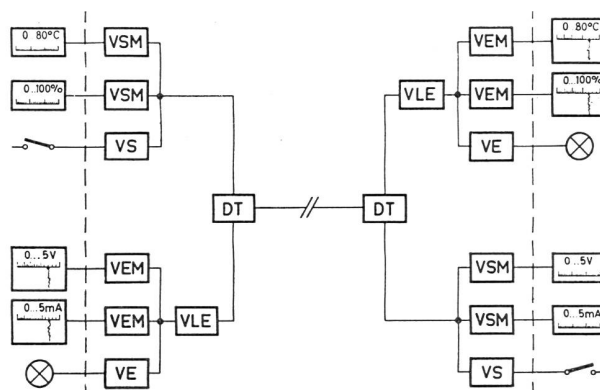 0 80°C
VSM
0...100%
VSM
VS
DT
0...5V
VEM
0...5mA
VEM
VLE
VE
VEM
0 80°C
VLE
VEM
0...100%
VE
DT
VSM
0...5V
VSM
0...5mA
VS